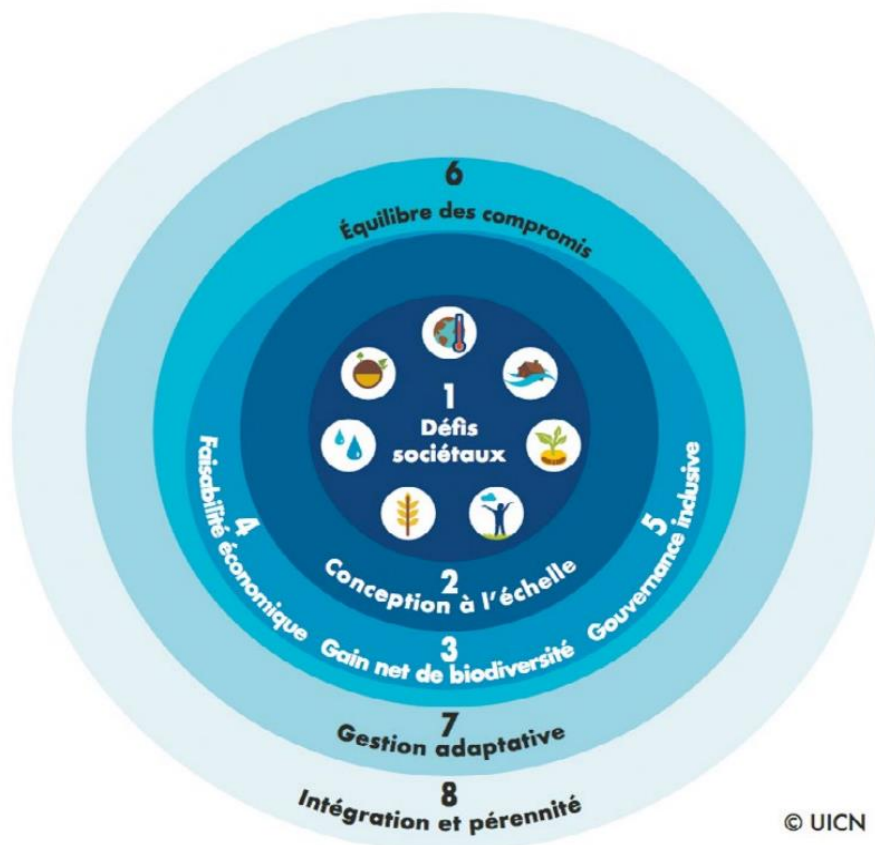 6
Équilibre des compromis
1
Défis
sociétaux
4
Faisabilité économique
5
Gouvernance inclusive
2
Conception à l'échelle
3
Gain net de biodiversité
7
Gestion adaptative
8
Intégration et pérennité
© UICN